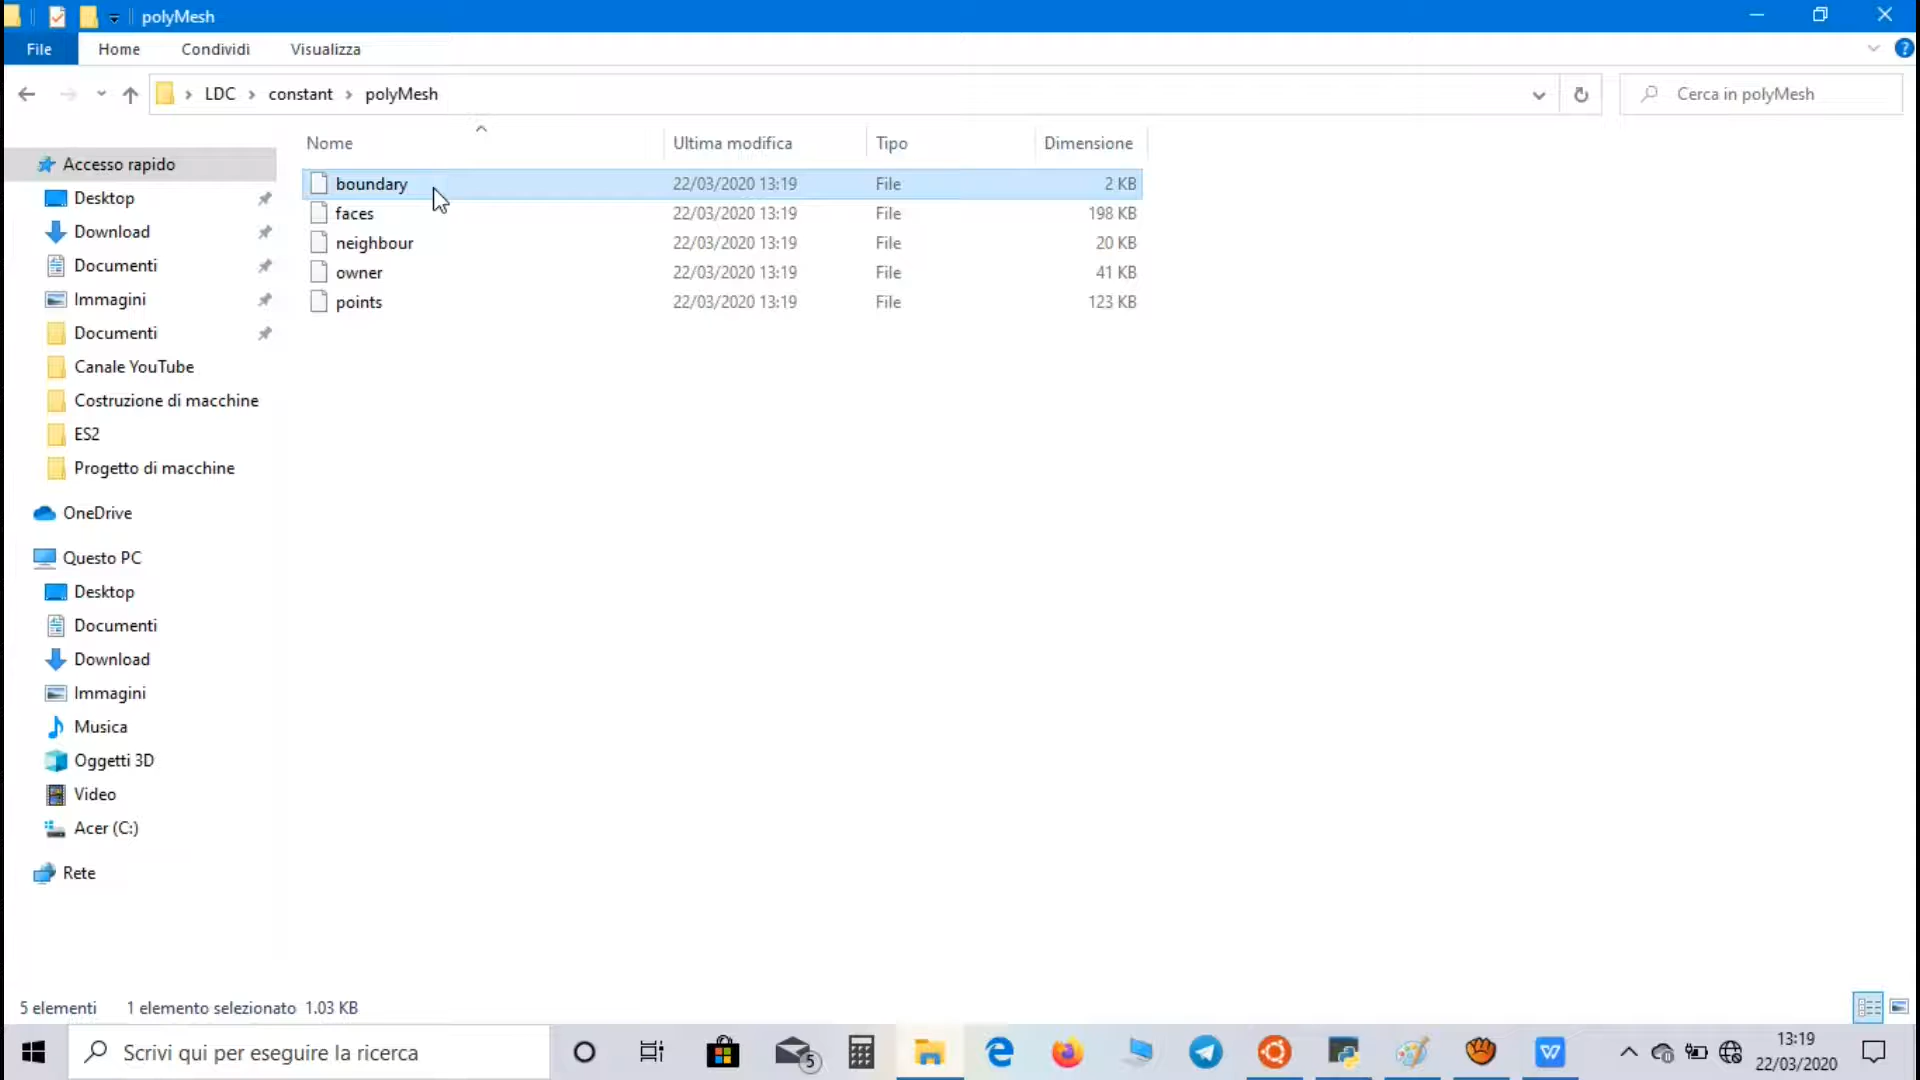 polyMesh
File Home Condividi Visualizza
LDC constant polyMesh Cerca in polyMesh
Nome Ultima modifica Tipo Dimensione
boundary 22/03/2020 13:19 File 2 KB
faces 22/03/2020 13:19 File 198 KB
neighbour 22/03/2020 13:19 File 20 KB
owner 22/03/2020 13:19 File 41 KB
points 22/03/2020 13:19 File 123 KB
Accesso rapido
Desktop
Download
Documenti
Immagini
Documenti
Canale YouTube
Costruzione di macchine
ES2
Progetto di macchine
OneDrive
Questo PC
Desktop
Documenti
Download
Immagini
Musica
Oggetti 3D
Video
Acer (C:)
Rete
5 elementi 1 elemento selezionato 1.03 KB
Scrivi qui per eseguire la ricerca
5
13:19
22/03/2020